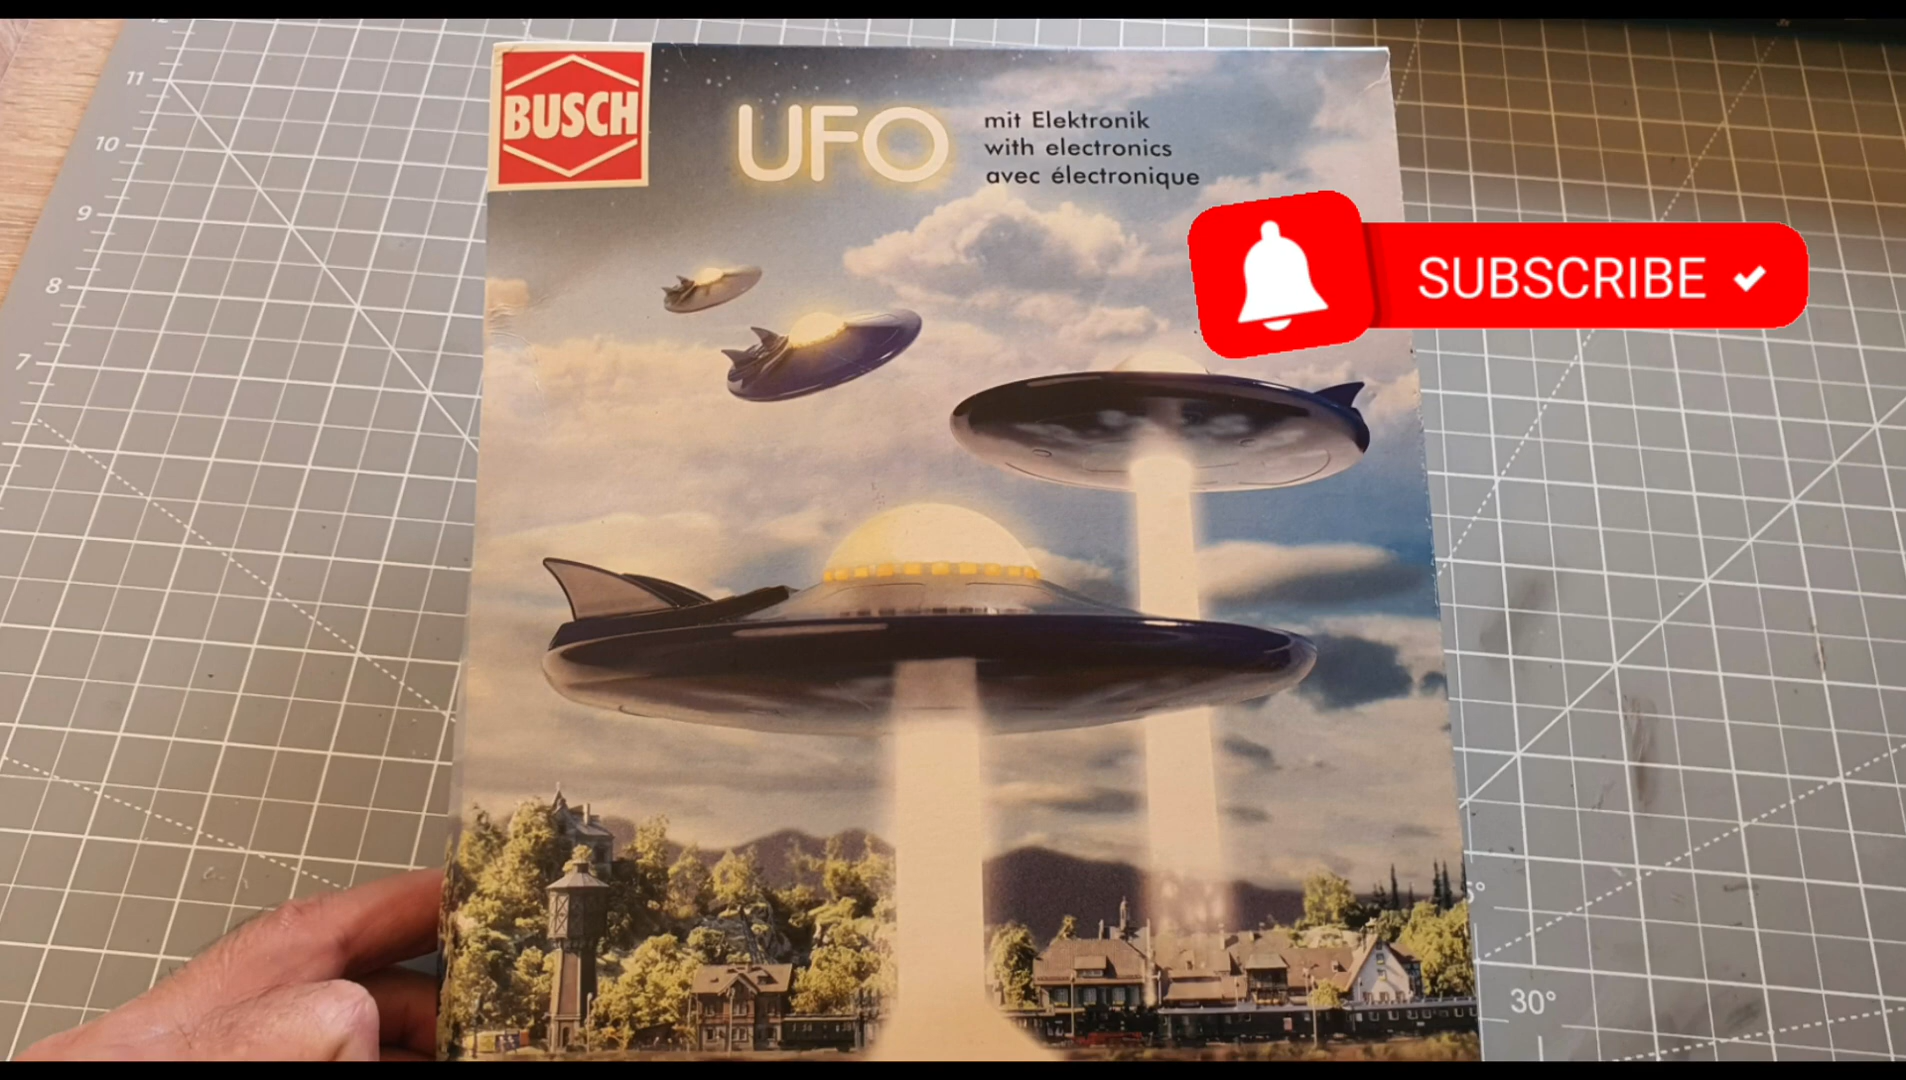 BUSCH
UFO
mit Elektronik
with electronics
avec électronique
SUBSCRIBE
11
10
9
8
7
30°